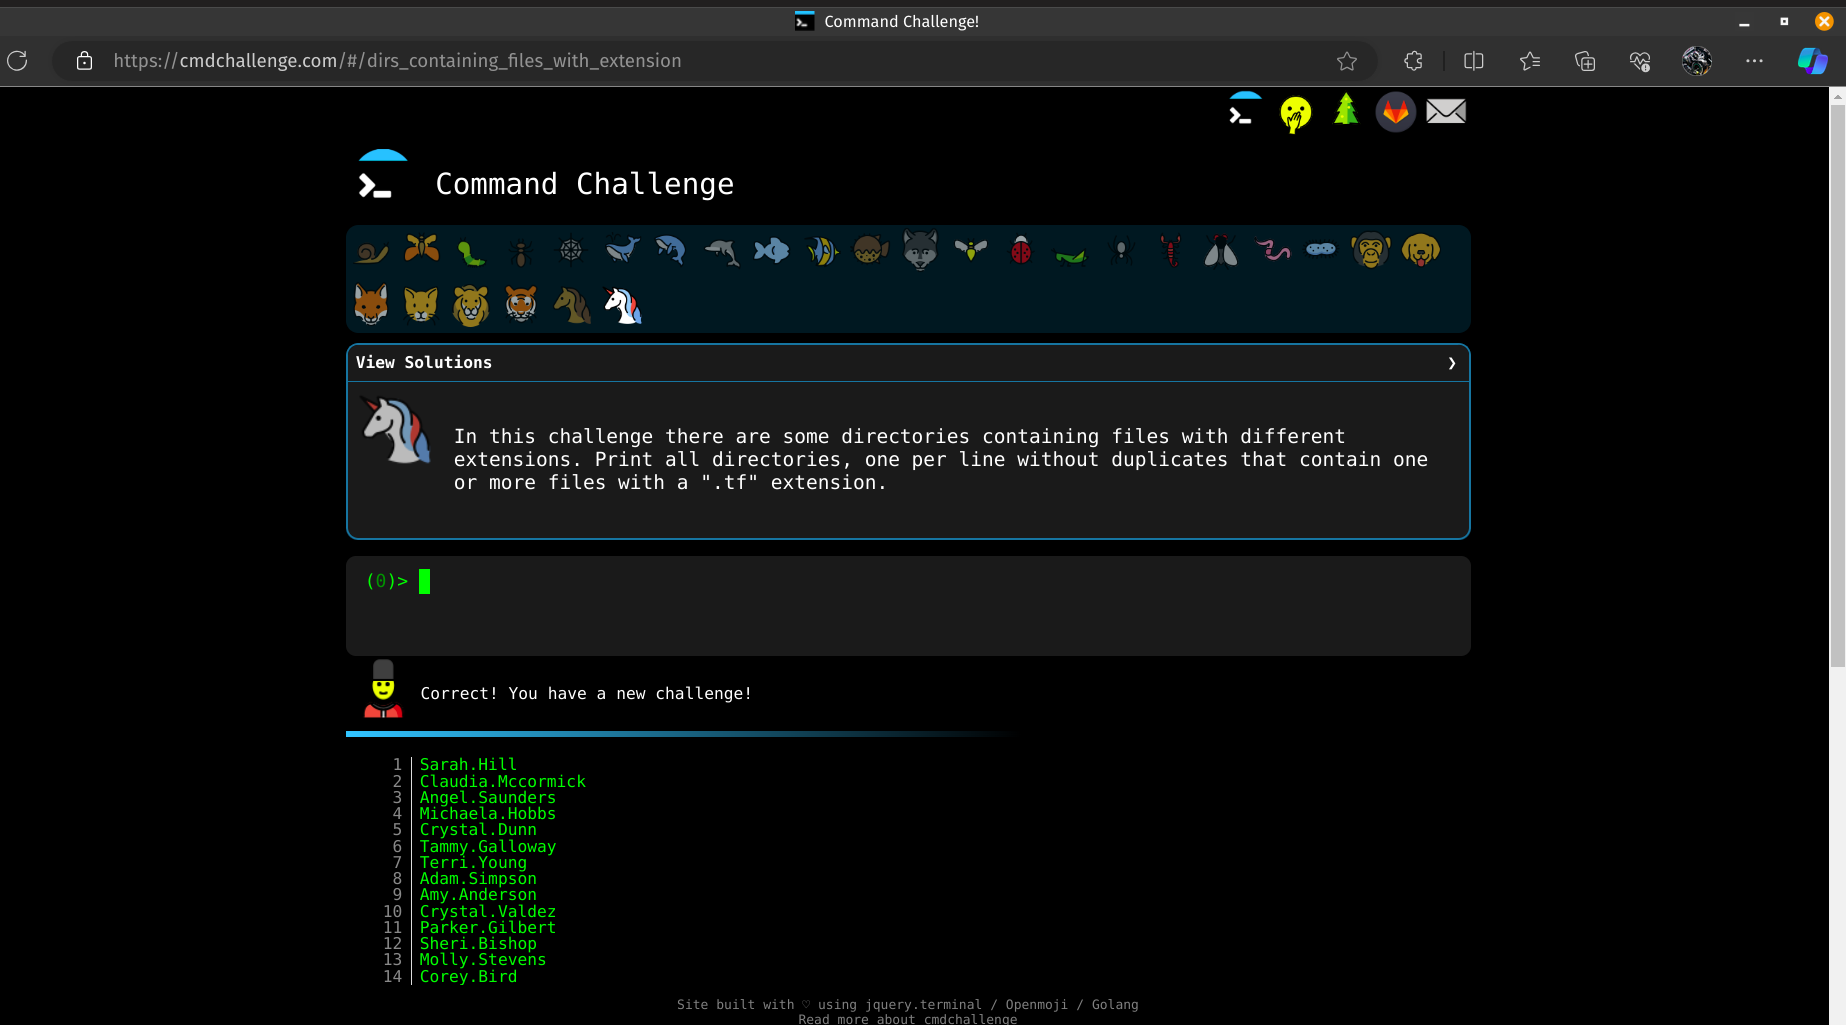 Command Challenge!
https://cmdchallenge.com/#/dirs_containing_files_with_extension
Command Challenge
View Solutions
In this challenge there are some directories containing files with different
extensions. Print all directories, one per line without duplicates that contain one
or more files with a ".tf" extension.
(0)>
Correct! You have a new challenge!
1 Sarah.Hill
2 Claudia.Mccormick
3 Angel.Saunders
4 Michaela.Hobbs
5 Crystal.Dunn
6 Tammy.Galloway
7 Terri.Young
8 Adam.Simpson
9 Amy.Anderson
10 Crystal.Valdez
11 Parker.Gilbert
12 Sheri.Bishop
13 Molly.Stevens
14 Corey.Bird
Site built with ♡ using jquery.terminal / Openmoji / Golang
Read more about cmdchallenge